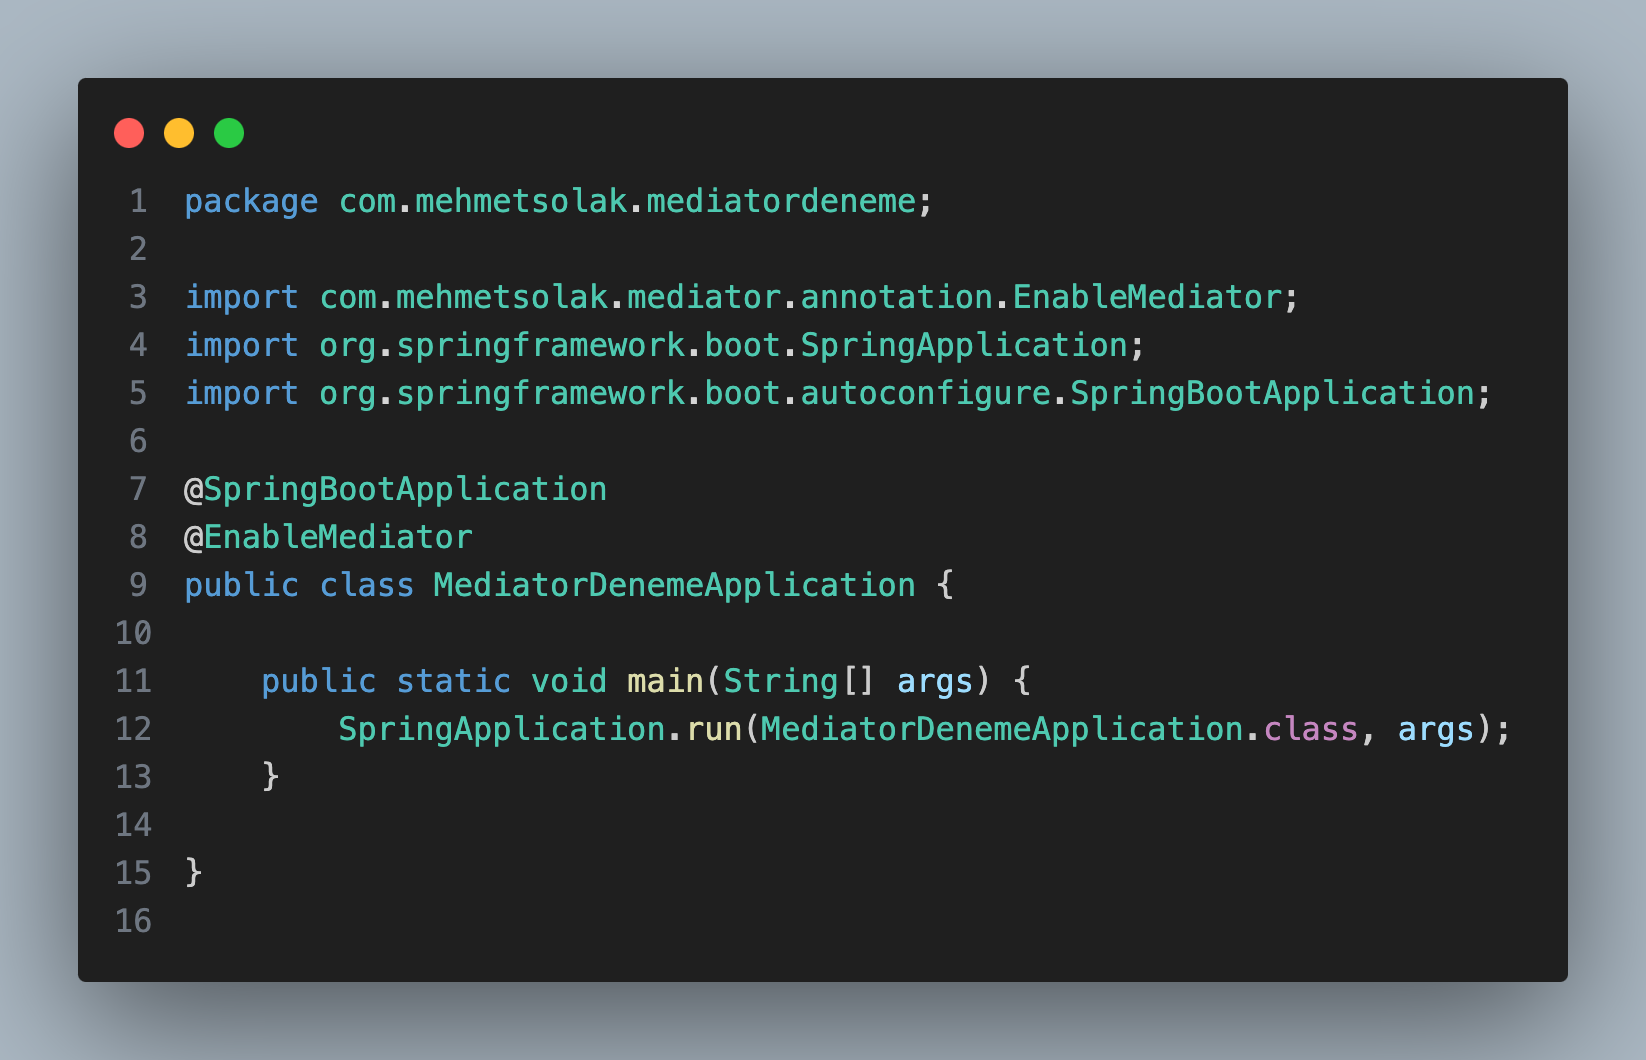 1 package com.mehmetsolak.mediatordeneme;
2
3 import com.mehmetsolak.mediator.annotation.EnableMediator;
4 import org.springframework.boot.SpringApplication;
5 import org.springframework.boot.autoconfigure.SpringBootApplication;
6
7 @SpringBootApplication
8 @EnableMediator
9 public class MediatorDenemeApplication {
10
11     public static void main(String[] args) {
12         SpringApplication.run(MediatorDenemeApplication.class, args);
13     }
14
15 }
16